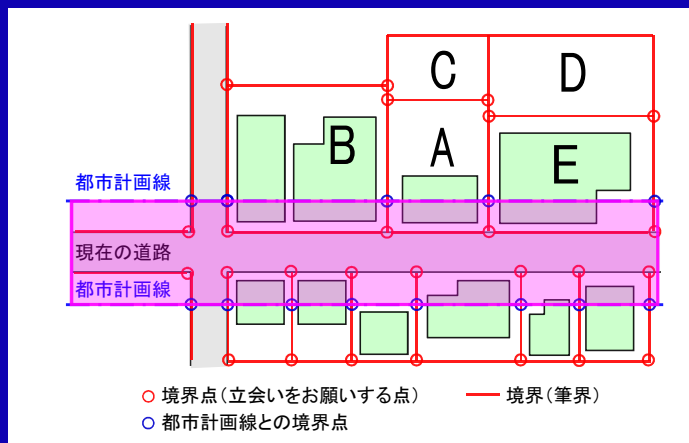 C
D
B
A
E
都市計画線
現在の道路
都市計画線
境界点(立会いをお願いする点)
境界(筆界)
都市計画線との境界点